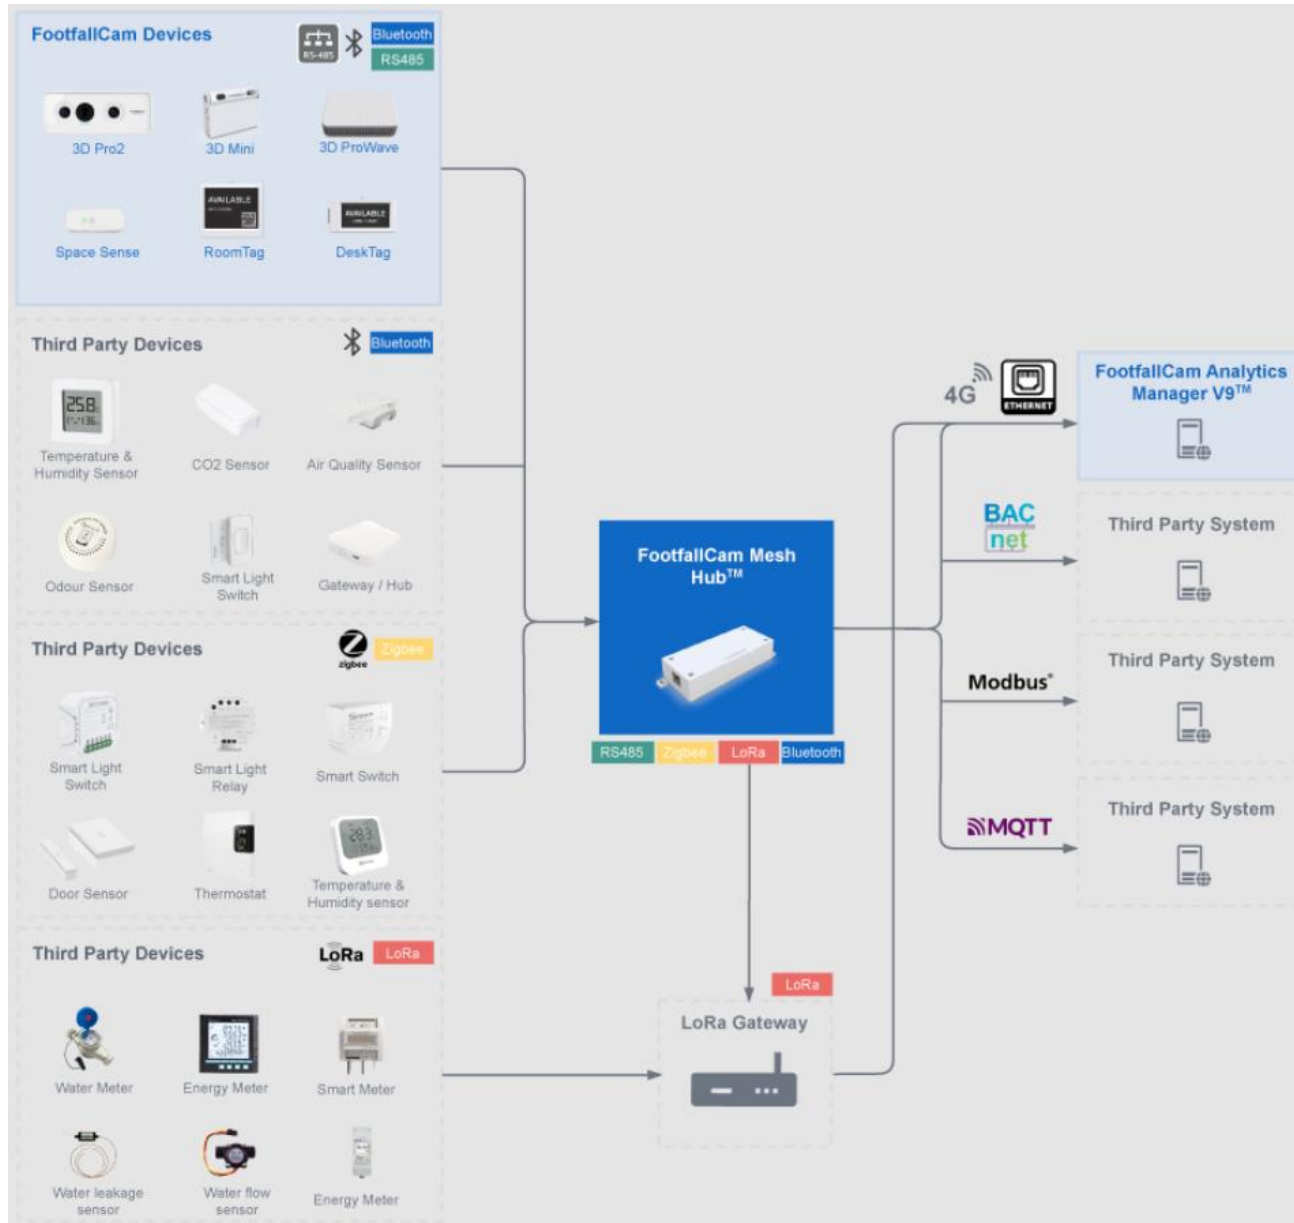 FootfallCam Devices
RS-485
Bluetooth
RS485
3D Pro2
3D Mini
3D ProWave
AVAILABLE
AVAILABLE
Space Sense
RoomTag
DeskTag
Third Party Devices
Bluetooth
Temperature &
Humidity Sensor
CO2 Sensor
Air Quality Sensor
Odour Sensor
Smart Light
Switch
Gateway / Hub
Third Party Devices
zigbee
Zigbee
Smart Light
Switch
Smart Light
Relay
Smart Switch
Door Sensor
Thermostat
28.3
Temperature &
Humidity sensor
Third Party Devices
LoRa
LoRa
Water Meter
Energy Meter
Smart Meter
Water leakage
sensor
Water flow
sensor
Energy Meter
FootfallCam Mesh
Hub™
RS485
Zigbee
LoRa
Bluetooth
LoRa
LoRa Gateway
4G
ETHERNET
BAC
net
Modbus®
MQTT
FootfallCam Analytics
Manager V9™
Third Party System
Third Party System
Third Party System